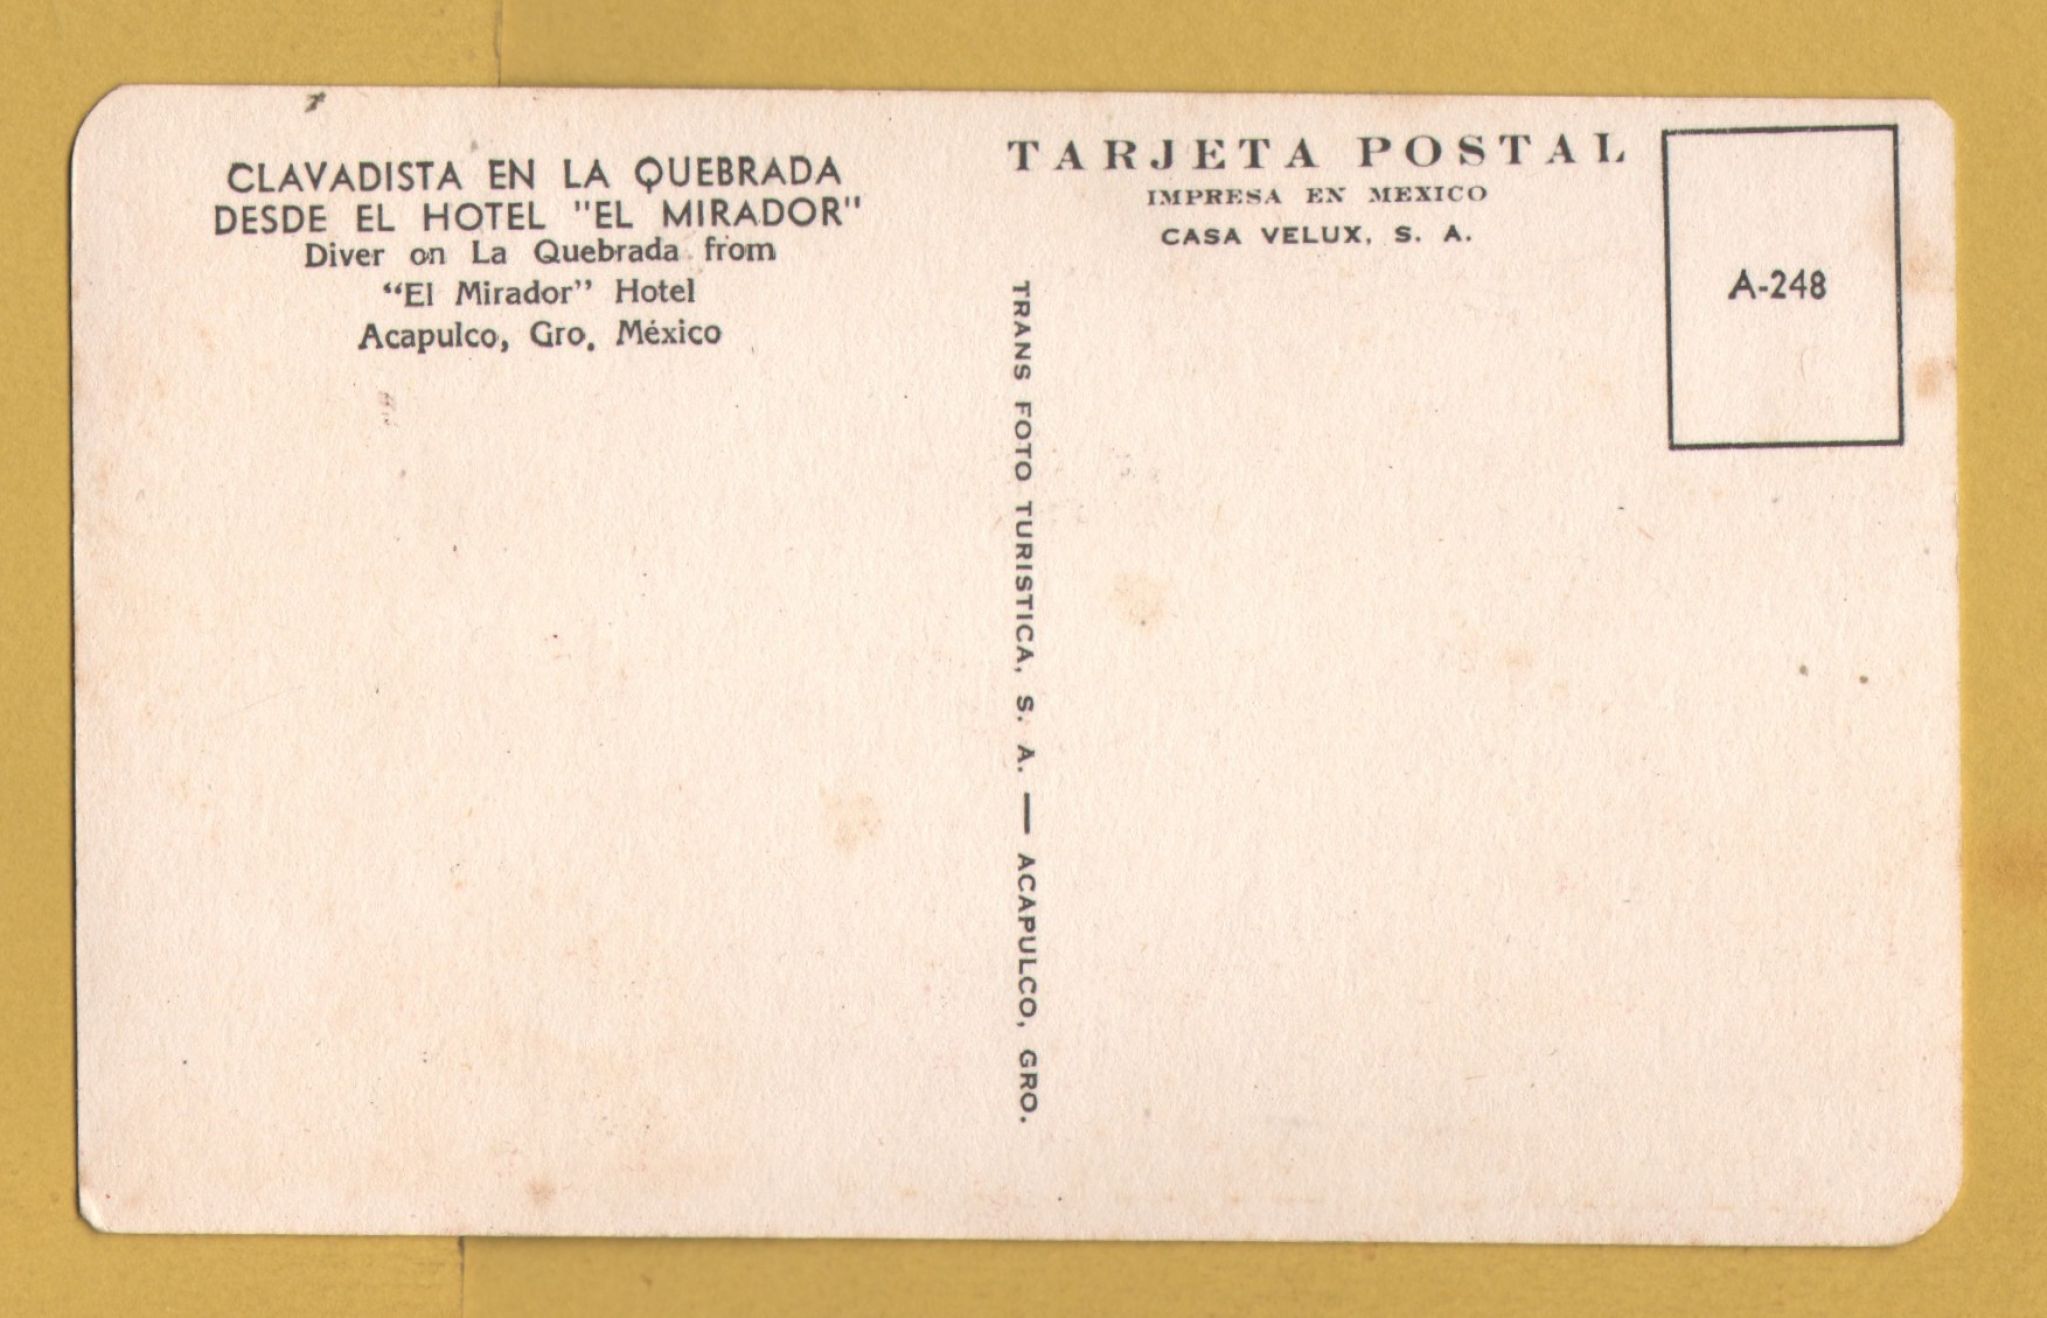 CLAVADISTA EN LA QUEBRADA
DESDE EL HOTEL "EL MIRADOR"
Diver on La Quebrada from
“El Mirador” Hotel
Acapulco, Gro. México
TARJETA POSTAL
IMPRESA EN MEXICO
CASA VELUX, S. A.
A-248
TRANS FOTO TURISTICA, S. A. — ACAPULCO, GRO.